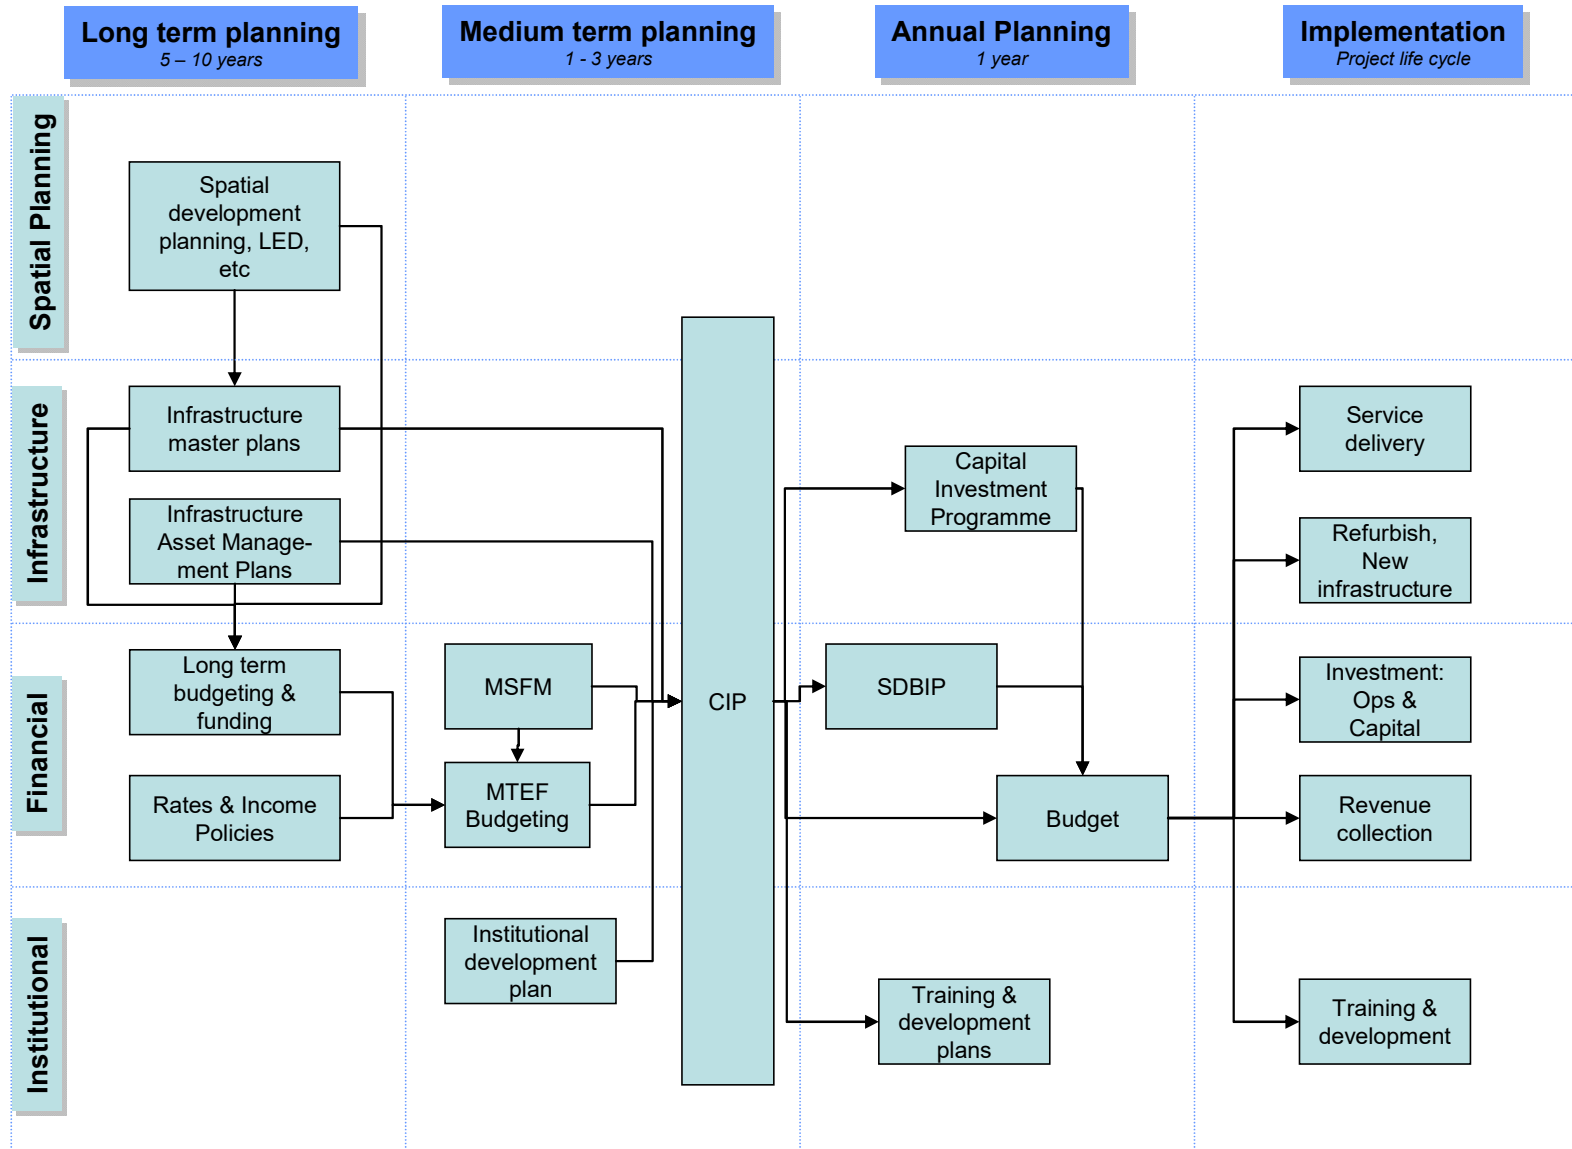 Long term planning
5 – 10 years
Medium term planning
1 - 3 years
Annual Planning
1 year
Implementation
Project life cycle
Spatial Planning
Spatial
development
planning, LED,
etc
Infrastructure
Infrastructure
master plans
Infrastructure
Asset Manage-
ment Plans
Capital
Investment
Programme
Service
delivery
Refurbish,
New
infrastructure
Financial
Long term
budgeting &
funding
Rates & Income
Policies
MSFM
MTEF
Budgeting
CIP
SDBIP
Budget
Investment:
Ops &
Capital
Revenue
collection
Institutional
Institutional
development
plan
Training &
development
plans
Training &
development